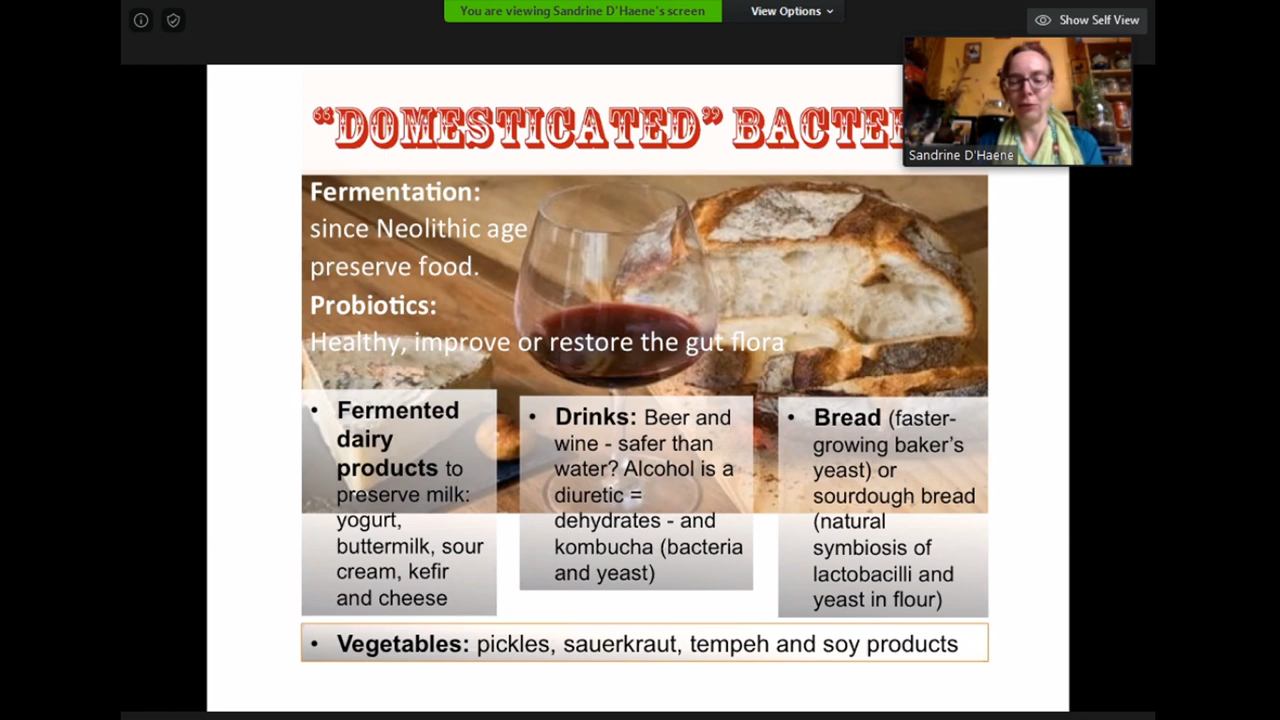 You are viewing Sandrine D'Haene's screen
View Options
Show Self View
"DOMESTICATED"
Sandrine D'Haene
Fermentation:
since Neolithic age
preserve food.
Probiotics:
Healthy, improve or restore the gut flora
• Fermented
dairy
products to
preserve milk:
yogurt,
buttermilk, sour
cream, kefir
and cheese
• Drinks: Beer and
wine - safer than
water? Alcohol is a
diuretic =
dehydrates - and
kombucha (bacteria
and yeast)
• Bread (faster-
growing baker's
yeast) or
sourdough bread
(natural
symbiosis of
lactobacilli and
yeast in flour)
• Vegetables: pickles, sauerkraut, tempeh and soy products